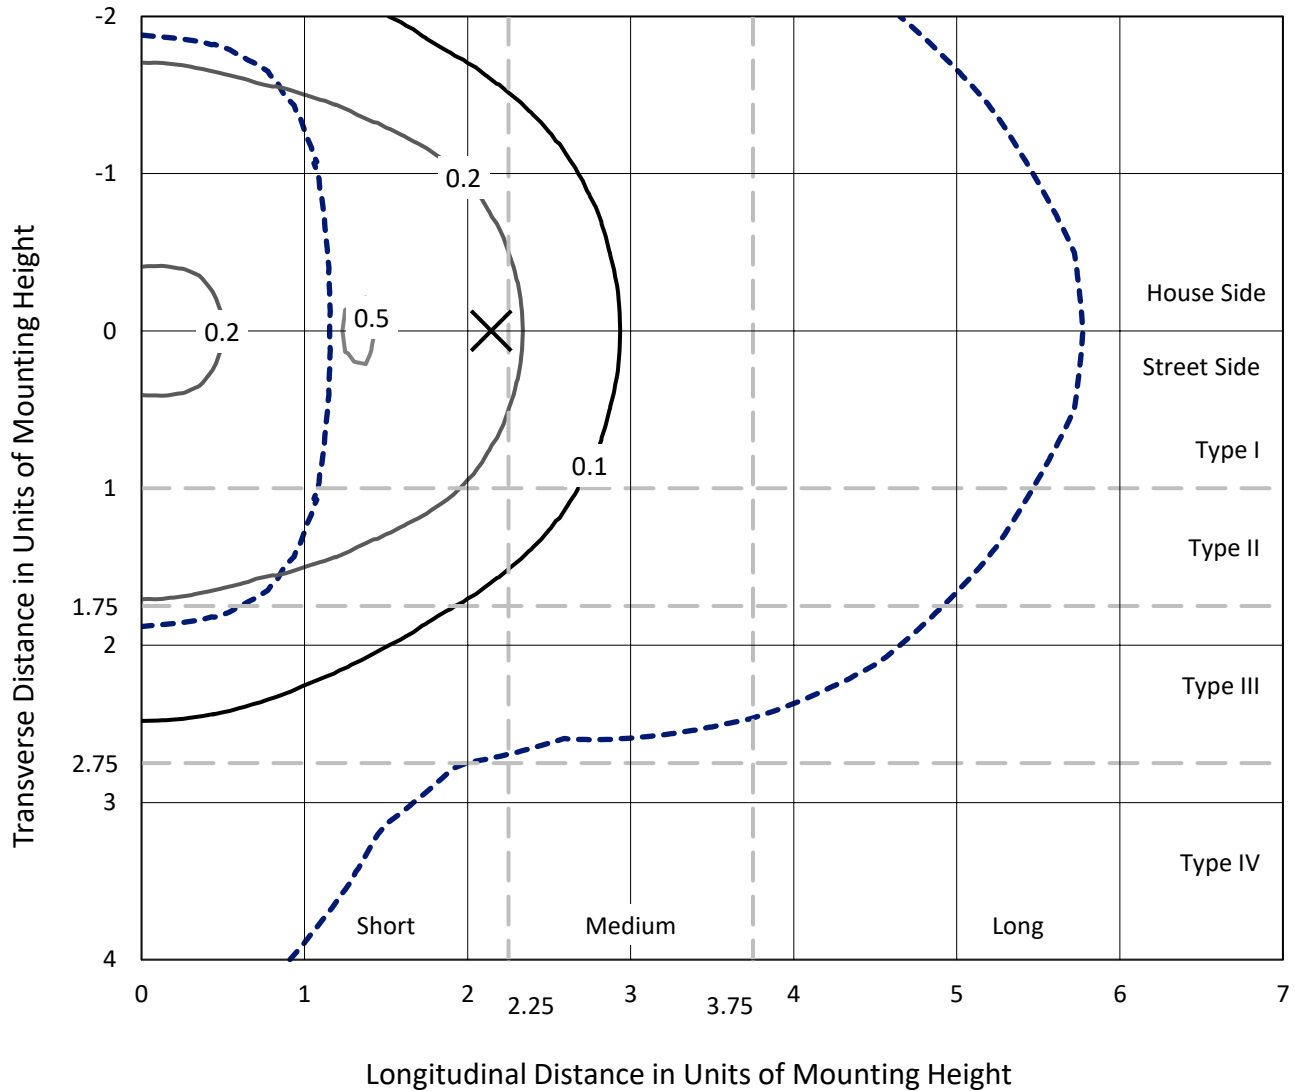 -2
-1
0
1
1.75
2
2.75
3
4
Transverse Distance in Units of Mounting Height
0.2
0.2
0.5
0.1
House Side
Street Side
Type I
Type II
Type III
Type IV
Short
Medium
Long
0
1
2
2.25
3
3.75
4
5
6
7
Longitudinal Distance in Units of Mounting Height